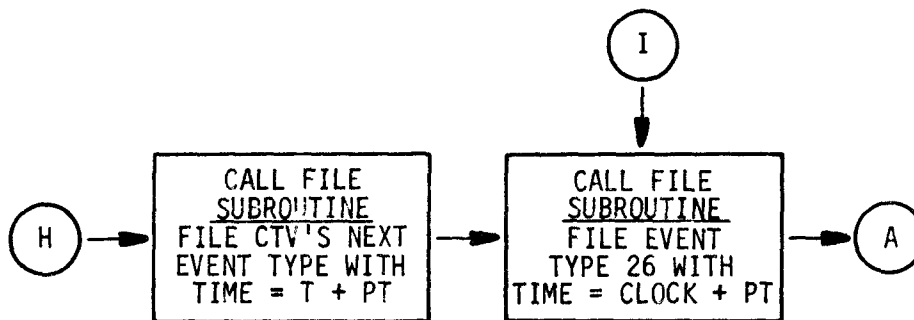 I
H
CALL FILE
SUBROUTINE
FILE CTV'S NEXT
EVENT TYPE WITH
TIME = T + PT
CALL FILE
SUBROUTINE
FILE EVENT
TYPE 26 WITH
TIME = CLOCK + PT
A